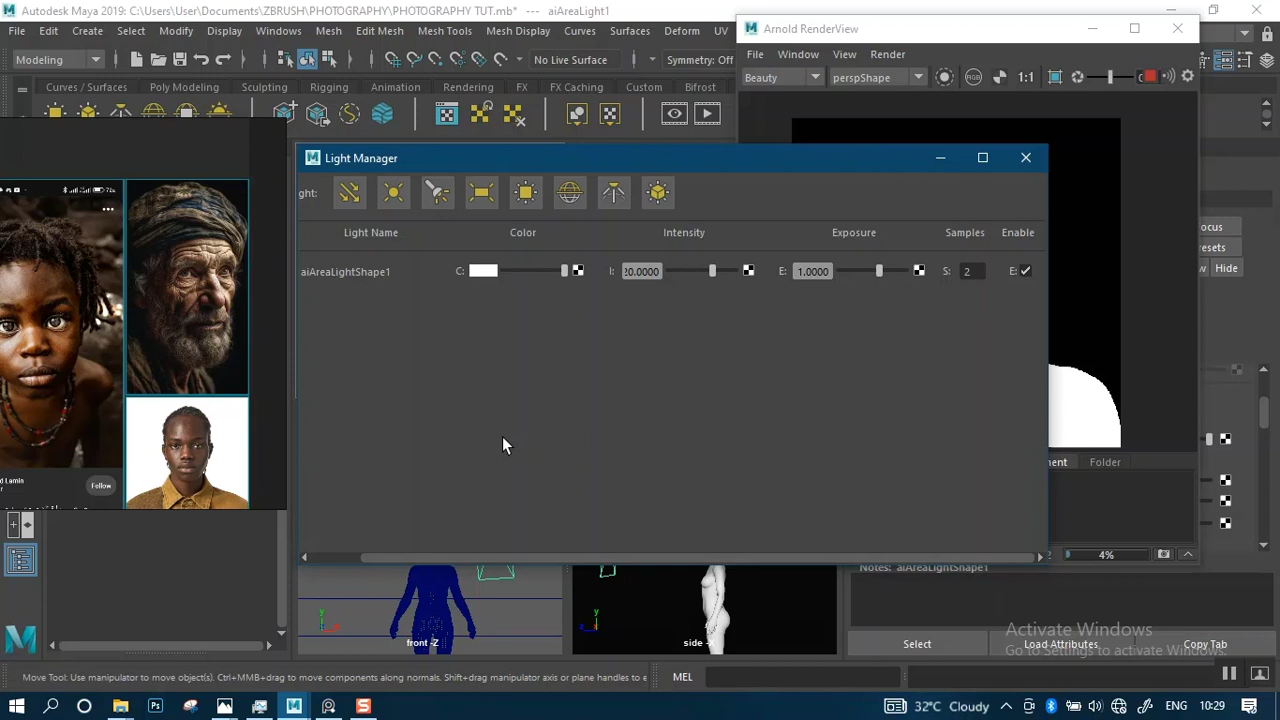 Autodesk Maya 2019: C:\Users\User\Documents\ZBRUSH\PHOTOGRAPHY\PHOTOGRAPHY TUT.mb* --- aiAreaLight1
File Edit Create Select Modify Display Windows Mesh Edit Mesh Mesh Tools Mesh Display Curves Surfaces Deform UV
Arnold RenderView
File Window View Render
Modeling No Live Surface Symmetry: Off
Beauty perspShape RGB 1:1
Curves / Surfaces Poly Modeling Sculpting Rigging Animation Rendering FX FX Caching Custom Bifrost
Light Manager
ght:
Light Name Color Intensity Exposure Samples Enable
aiAreaLightShape1 C: I: 20.0000 E: 1.0000 S: 2 E:
ocus
resets
Hide
Follow
d Lamin
ment Folder
4%
Notes: aiAreaLightShape1
y
front -Z
y
side -
Select Load Attributes Copy Tab
Activate Windows
Go to Settings to activate Windows.
Move Tool: Use manipulator to move object(s). Ctrl+MMB+drag to move components along normals. Shift+drag manipulator axis or plane handles to e
MEL
32°C Cloudy ENG 10:29